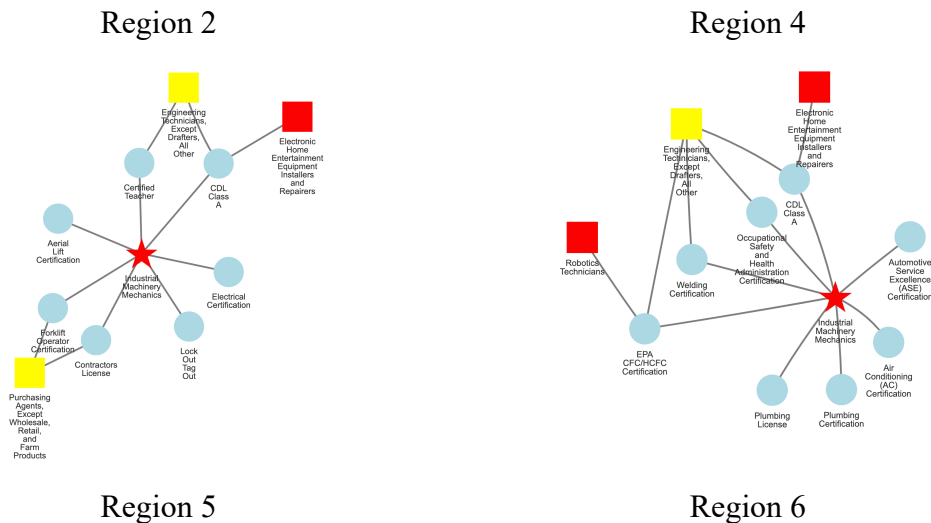 Region 2
Region 4
Engineering
Technicians,
Except
Drafters,
All
Other
Electronic
Home
Entertainment
Equipment
Installers
and
Repairers
Certified
Teacher
CDL
Class
A
Aerial
Lift
Certification
Industrial
Machinery
Mechanics
Electrical
Certification
Forklift
Operator
Certification
Contractors
License
Lock
Out
Tag
Out
Purchasing
Agents,
Except
Wholesale,
Retail,
and
Farm
Products
Electronic
Home
Entertainment
Equipment
Installers
and
Repairers
Engineering
Technicians,
Except
Drafters,
All
Other
CDL
Class
A
Occupational
Safety
and
Health
Administration
Certification
Robotics
Technicians
Welding
Certification
Automotive
Service
Excellence
(ASE)
Certification
Industrial
Machinery
Mechanics
EPA
CFC/HCFC
Certification
Air
Conditioning
(AC)
Certification
Plumbing
License
Plumbing
Certification
Region 5
Region 6